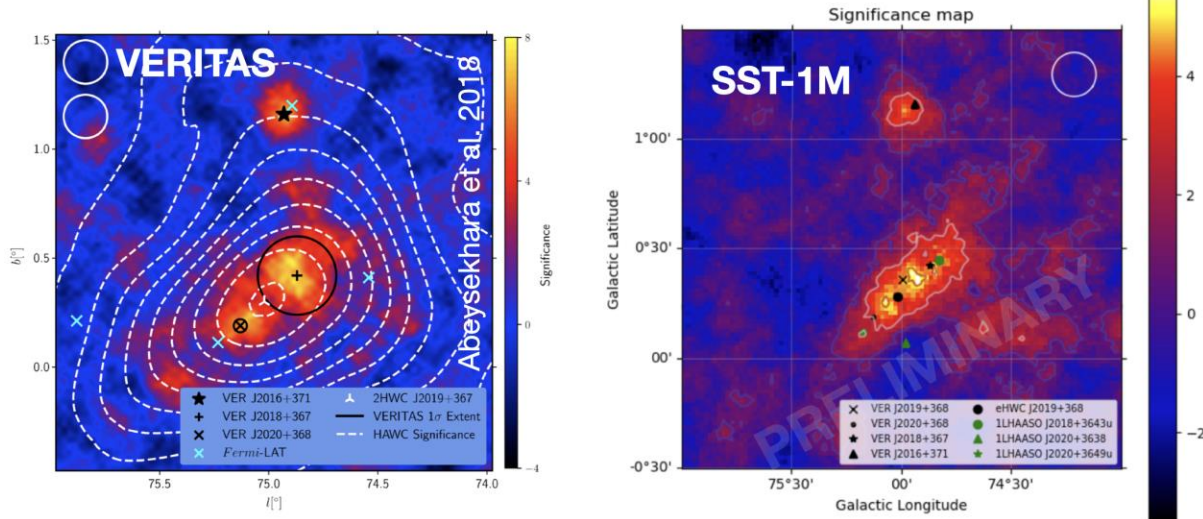 VERITAS
Abeysekhara et al. 2018
b[°]
1.5
1.0
0.5
0.0
75.5
75.0
74.5
74.0
l[°]
8
4
0
−4
Significance
VER J2016+371
VER J2018+367
VER J2020+368
Fermi-LAT
2HWC J2019+367
VERITAS 1σ Extent
HAWC Significance
Significance map
SST-1M
PRELIMINARY
Galactic Latitude
1°00'
0°30'
00'
-0°30'
75°30'
00'
74°30'
Galactic Longitude
VER J2019+368
VER J2020+368
VER J2018+367
VER J2016+371
eHWC J2019+368
1LHAASO J2018+3643u
1LHAASO J2020+3638
1LHAASO J2020+3649u
4
2
0
−2